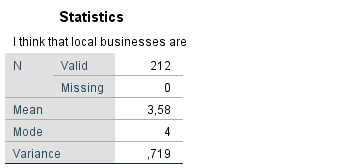 Statistics
I think that local businesses are
N Valid 212
Missing 0
Mean 3,58
Mode 4
Variance ,719